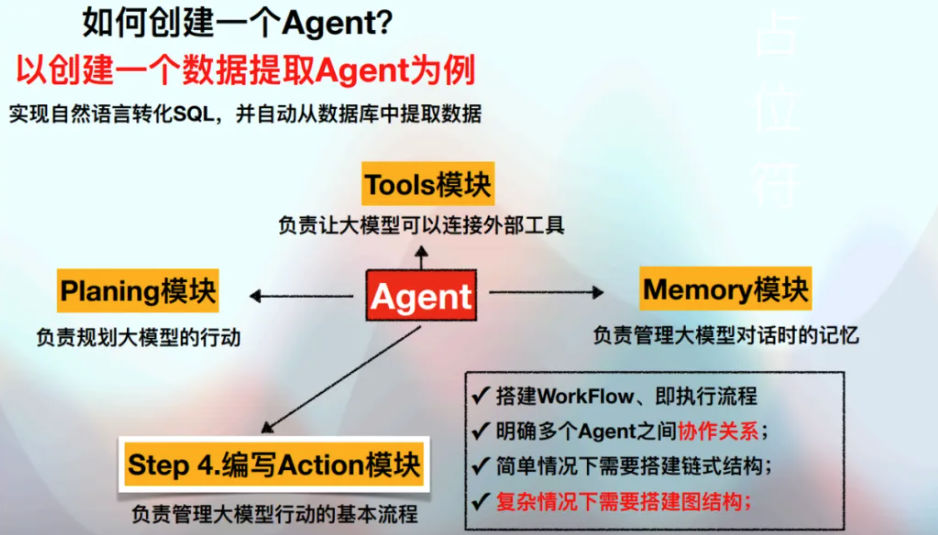 如何创建一个Agent?
以创建一个数据提取Agent为例
实现自然语言转化SQL，并自动从数据库中提取数据
占位符
Tools模块
负责让大模型可以连接外部工具
Planing模块
负责规划大模型的行动
Agent
Memory模块
负责管理大模型对话时的记忆
Step 4.编写Action模块
负责管理大模型行动的基本流程
✓ 搭建WorkFlow、即执行流程
✓ 明确多个Agent之间协作关系；
✓ 简单情况下需要搭建链式结构；
✓ 复杂情况下需要搭建图结构；